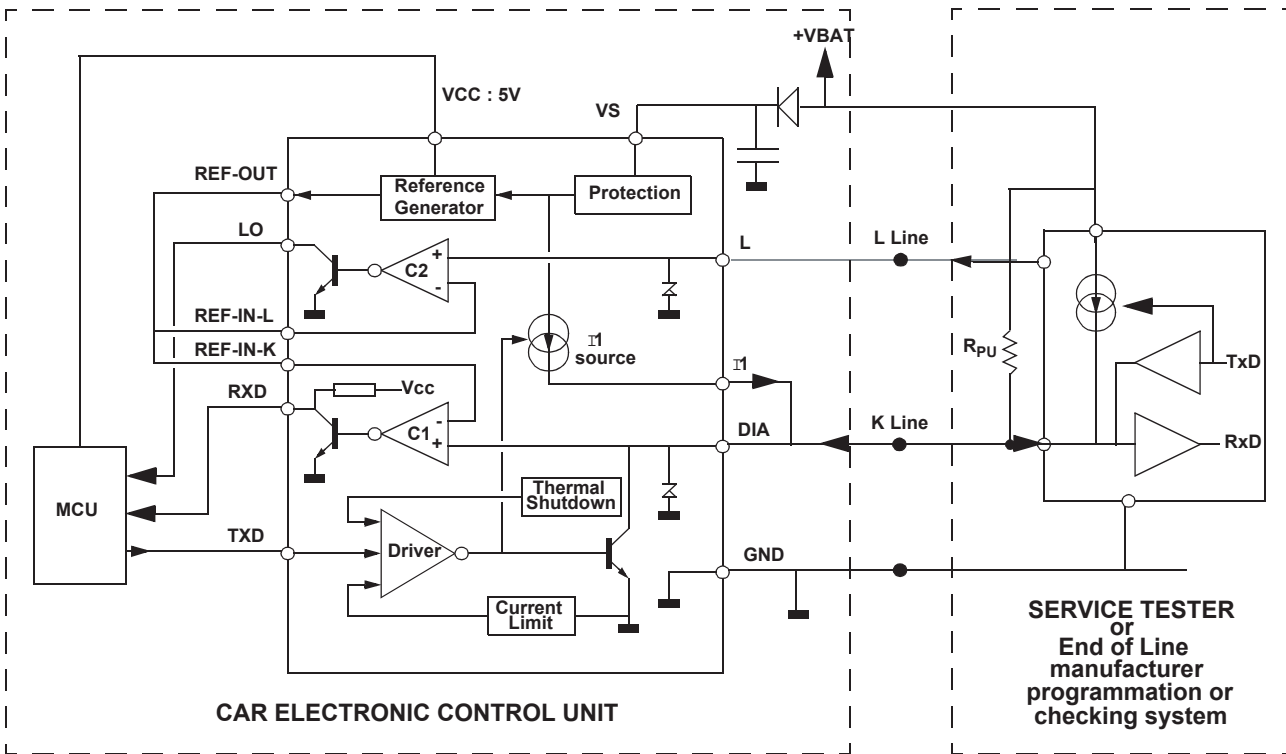 +VBAT
VCC : 5V
VS
REF-OUT
Reference
Generator
Protection
LO
L
L Line
C2
+
-
REF-IN-L
I1
source
REF-IN-K
RPU
TxD
I1
Vcc
RXD
C1
-
+
DIA
K Line
RxD
Thermal
Shutdown
MCU
TXD
Driver
GND
Current
Limit
SERVICE TESTER
or
End of Line
manufacturer
programmation or
checking system
CAR ELECTRONIC CONTROL UNIT